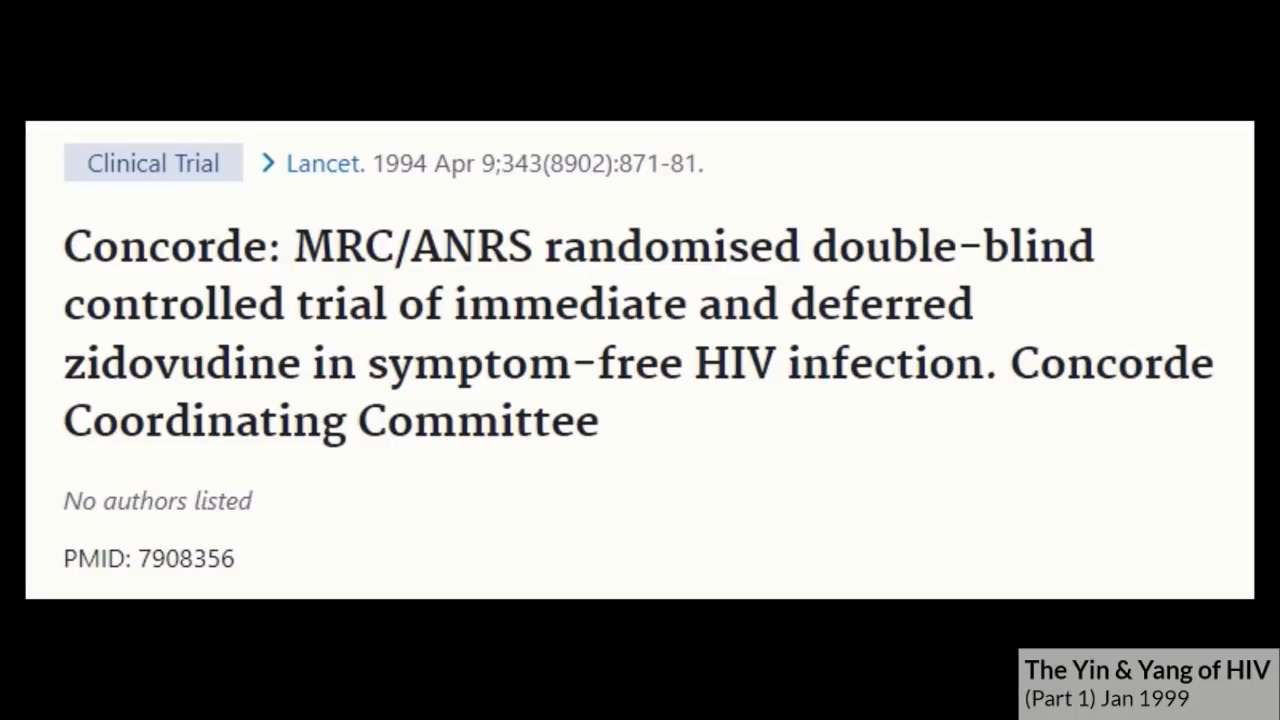 Clinical Trial > Lancet. 1994 Apr 9;343(8902):871-81.
Concorde: MRC/ANRS randomised double-blind
controlled trial of immediate and deferred
zidovudine in symptom-free HIV infection. Concorde
Coordinating Committee
No authors listed
PMID: 7908356
The Yin & Yang of HIV
(Part 1) Jan 1999